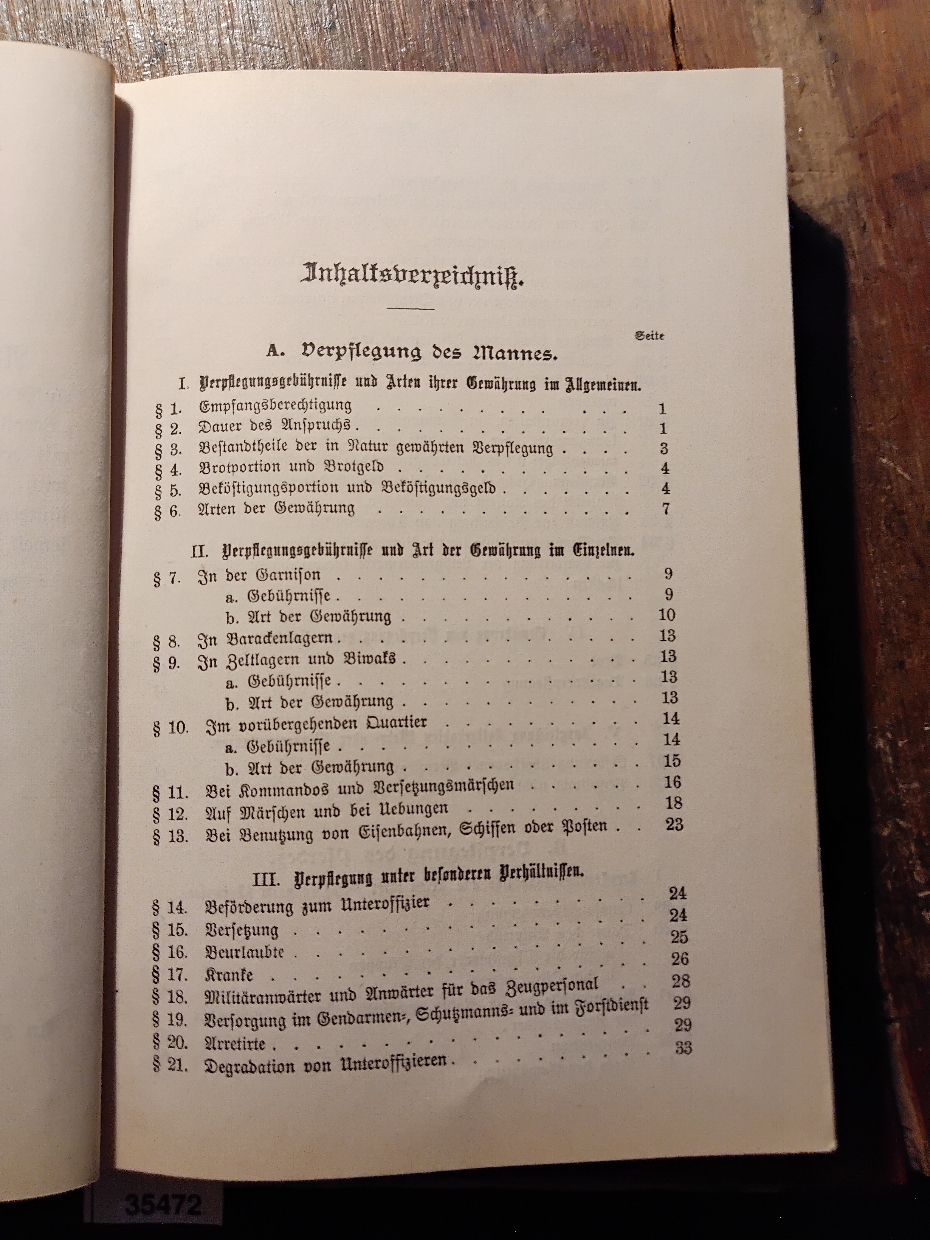 Inhaltsverzeichniß.
Seite
A. Verpflegung des Mannes.
I. Verpflegungsgebührnisse und Arten ihrer Gewährung im Allgemeinen.
§ 1. Empfangsberechtigung . . . . . . . . . . . . 1
§ 2. Dauer des Anspruchs . . . . . . . . . . . . . 1
§ 3. Bestandtheile der in Natur gewährten Verpflegung . . . . 3
§ 4. Brotportion und Brotgeld . . . . . . . . . . . 4
§ 5. Beköstigungsportion und Beköstigungsgeld . . . . . . . 4
§ 6. Arten der Gewährung . . . . . . . . . . . . 7
II. Verpflegungsgebührnisse und Art der Gewährung im Einzelnen.
§ 7. In der Garnison . . . . . . . . . . . . . . 9
a. Gebührnisse . . . . . . . . . . . . . . 9
b. Art der Gewährung . . . . . . . . . . . 10
§ 8. In Barackenlagern . . . . . . . . . . . . . . 13
§ 9. In Zeltlagern und Biwaks . . . . . . . . . . . 13
a. Gebührnisse . . . . . . . . . . . . . . 13
b. Art der Gewährung . . . . . . . . . . . 13
§ 10. Im vorübergehenden Quartier . . . . . . . . . . 14
a. Gebührnisse . . . . . . . . . . . . . . 14
b. Art der Gewährung . . . . . . . . . . . 15
§ 11. Bei Kommandos und Versetzungsmärschen . . . . . . 16
§ 12. Auf Märschen und bei Uebungen . . . . . . . . . 18
§ 13. Bei Benutzung von Eisenbahnen, Schiffen oder Posten . . 23
III. Verpflegung unter besonderen Verhältnissen.
§ 14. Beförderung zum Unteroffizier . . . . . . . . . . 24
§ 15. Versetzung . . . . . . . . . . . . . . . . 24
§ 16. Beurlaubte . . . . . . . . . . . . . . . . 25
§ 17. Kranke . . . . . . . . . . . . . . . . . 26
§ 18. Militäranwärter und Anwärter für das Zeugpersonal . . 28
§ 19. Versorgung im Gendarmen-, Schutzmanns- und im Forstdienst 29
§ 20. Arretirte . . . . . . . . . . . . . . . . . 29
§ 21. Degradation von Unteroffizieren . . . . . . . . . 33
35472